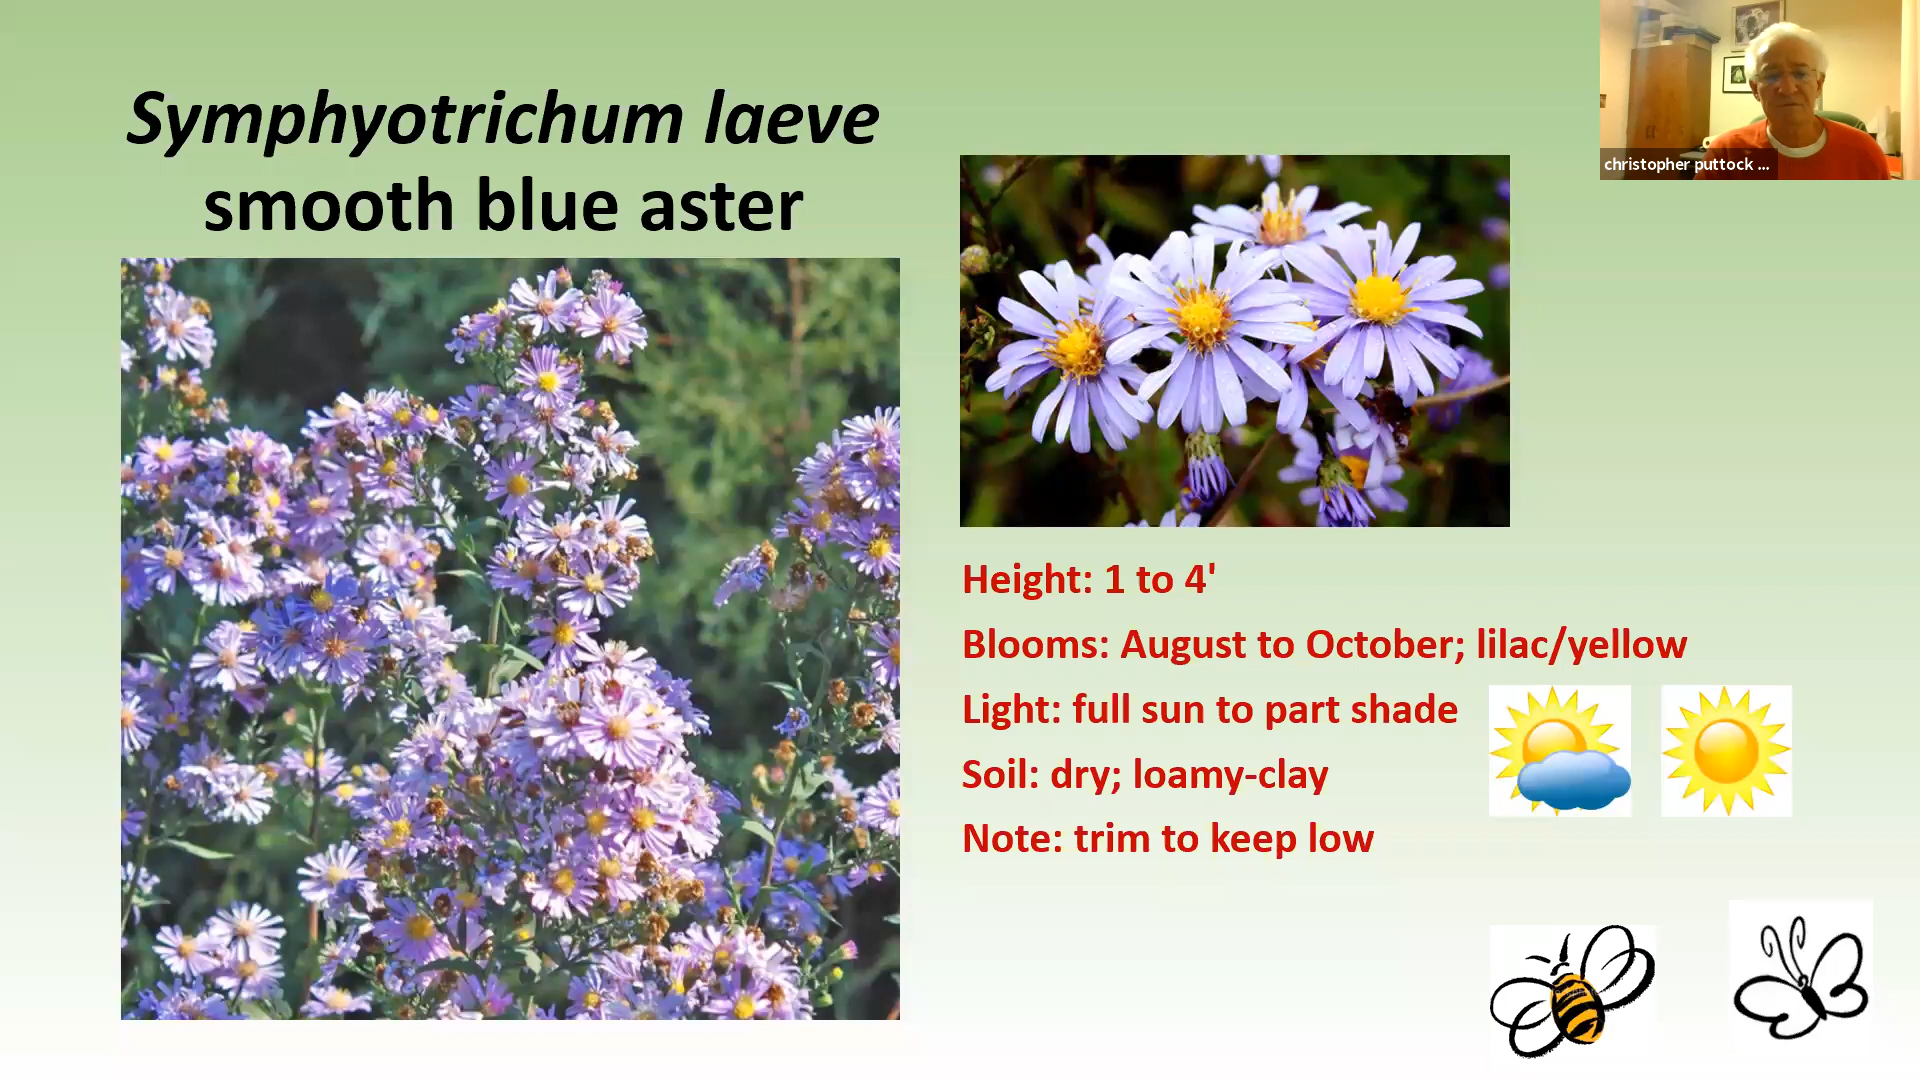 Symphyotrichum laeve
smooth blue aster
christopher puttock ...
Height: 1 to 4'
Blooms: August to October; lilac/yellow
Light: full sun to part shade
Soil: dry; loamy-clay
Note: trim to keep low